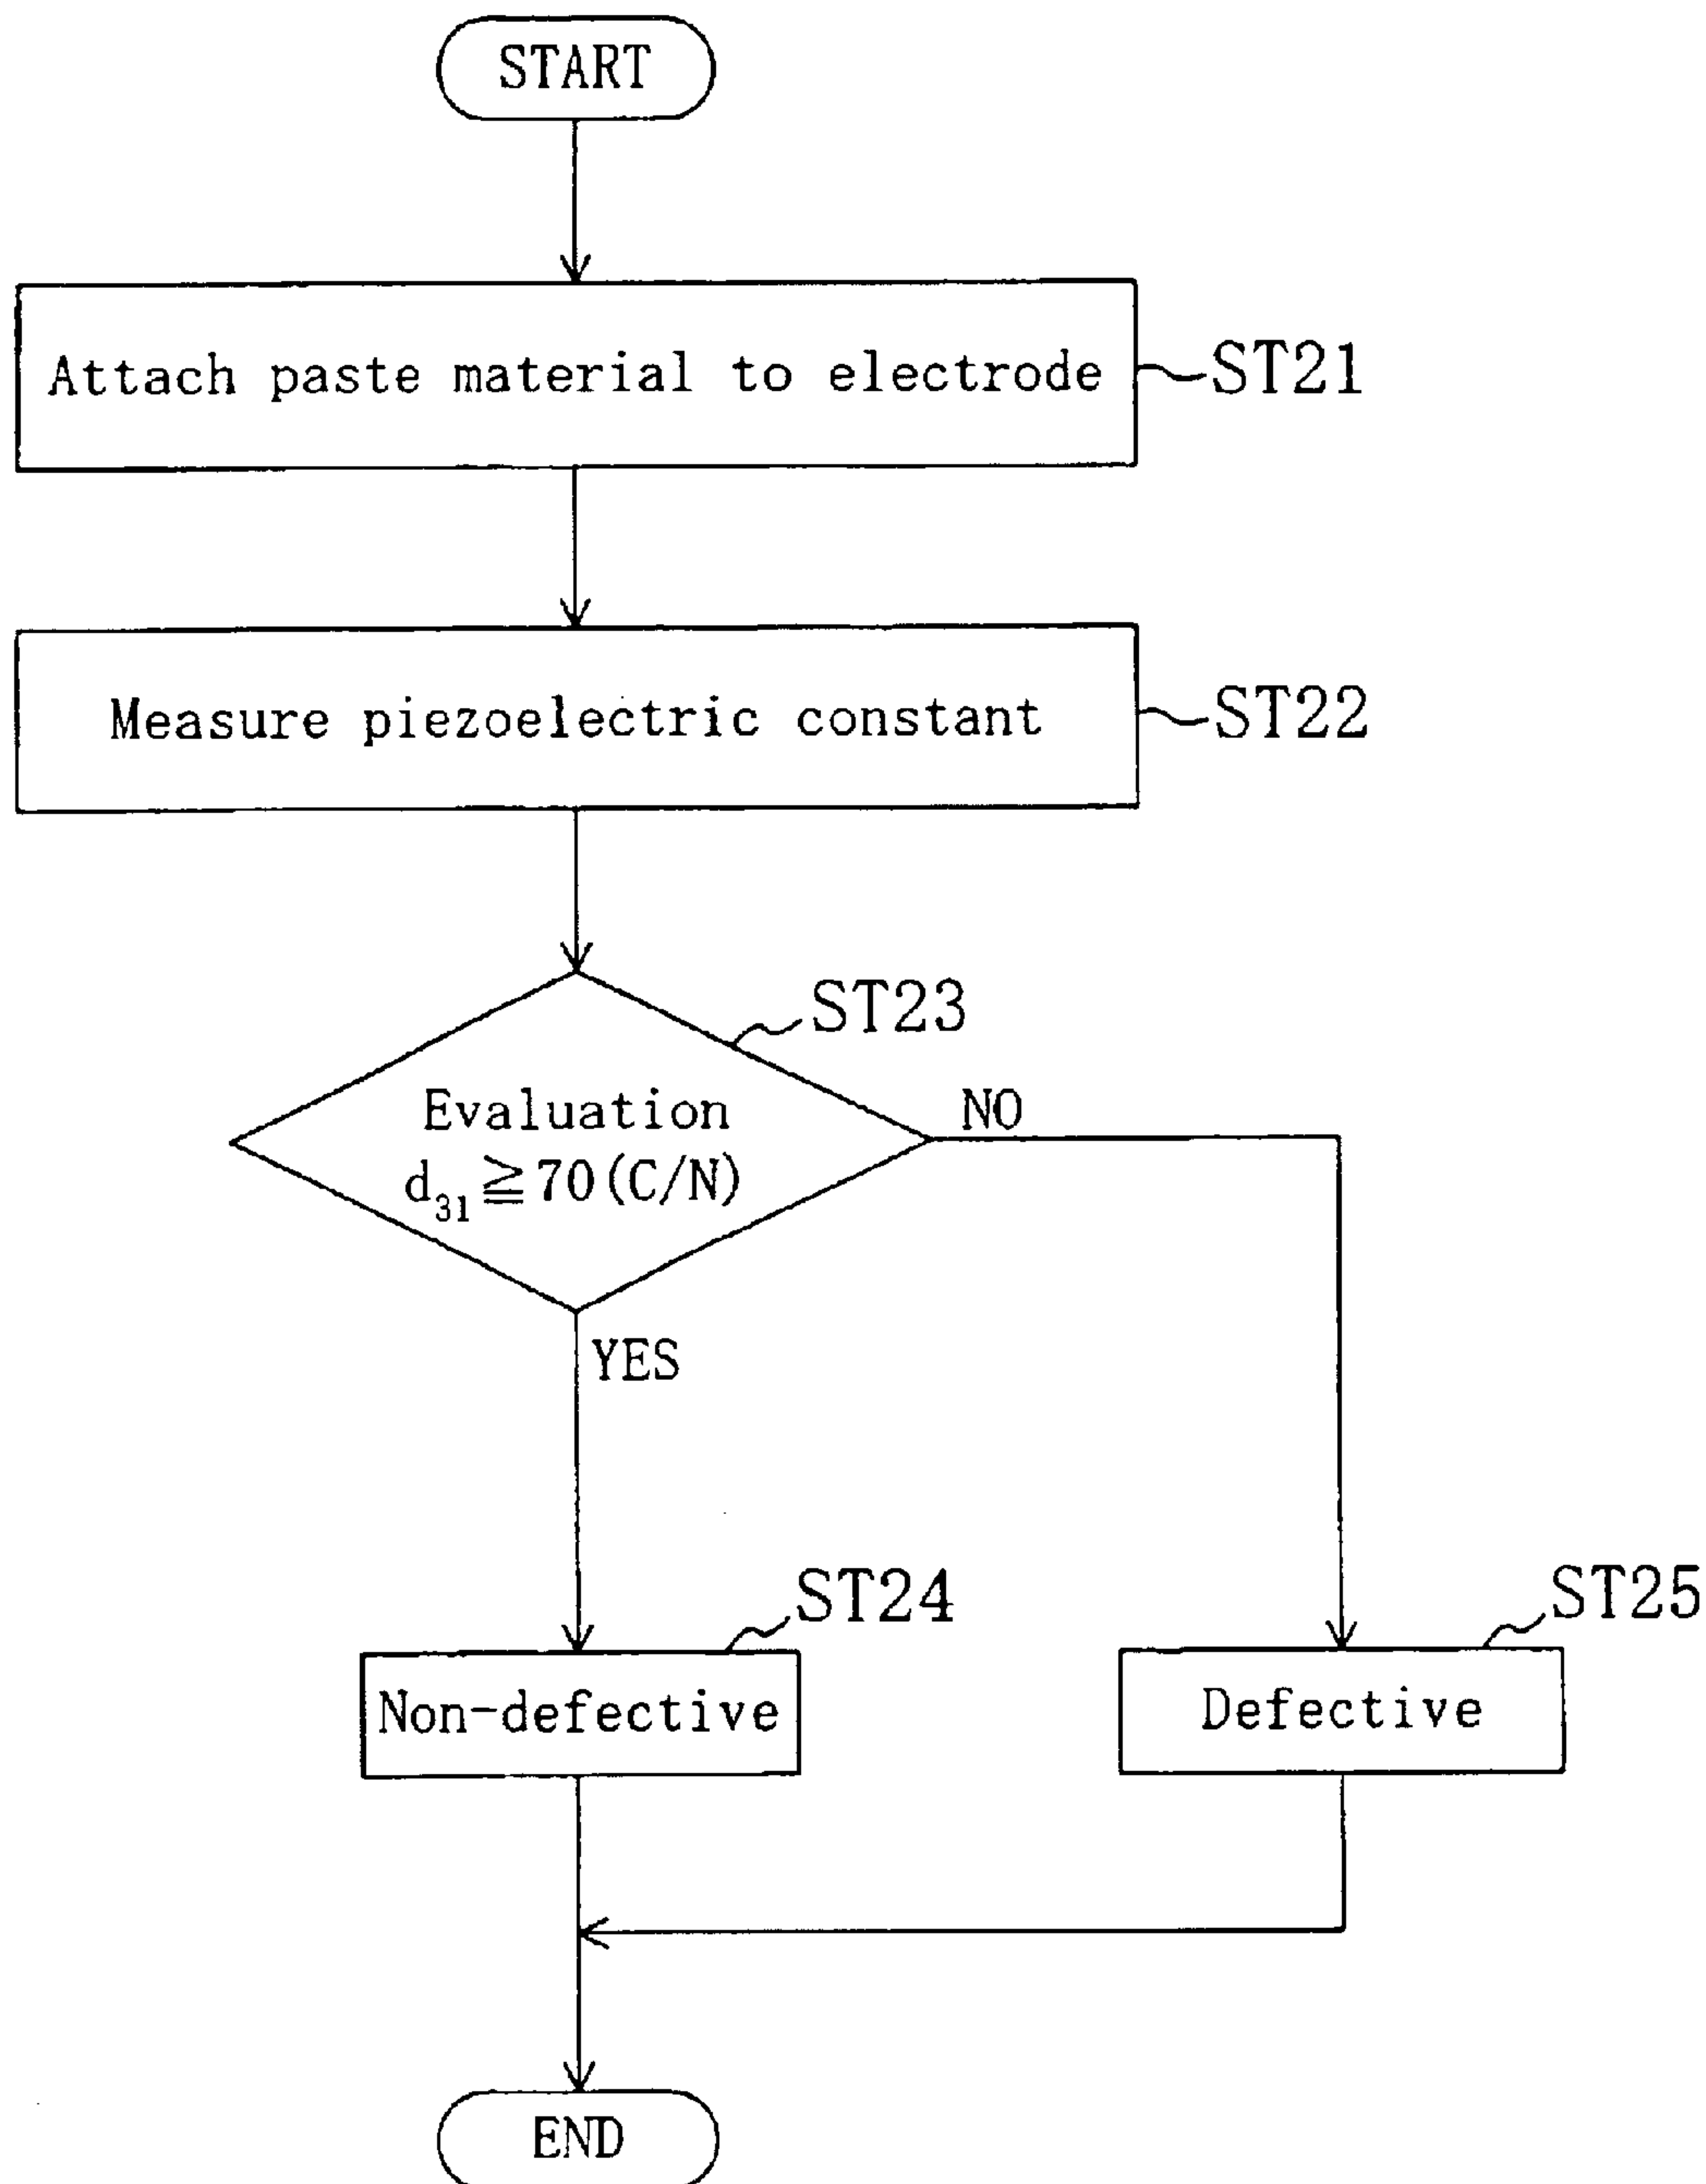 START
Attach paste material to electrode
ST21
Measure piezoelectric constant
ST22
ST23
Evaluation
d₃₁≧70(C/N)
NO
YES
ST24
Non-defective
ST25
Defective
END